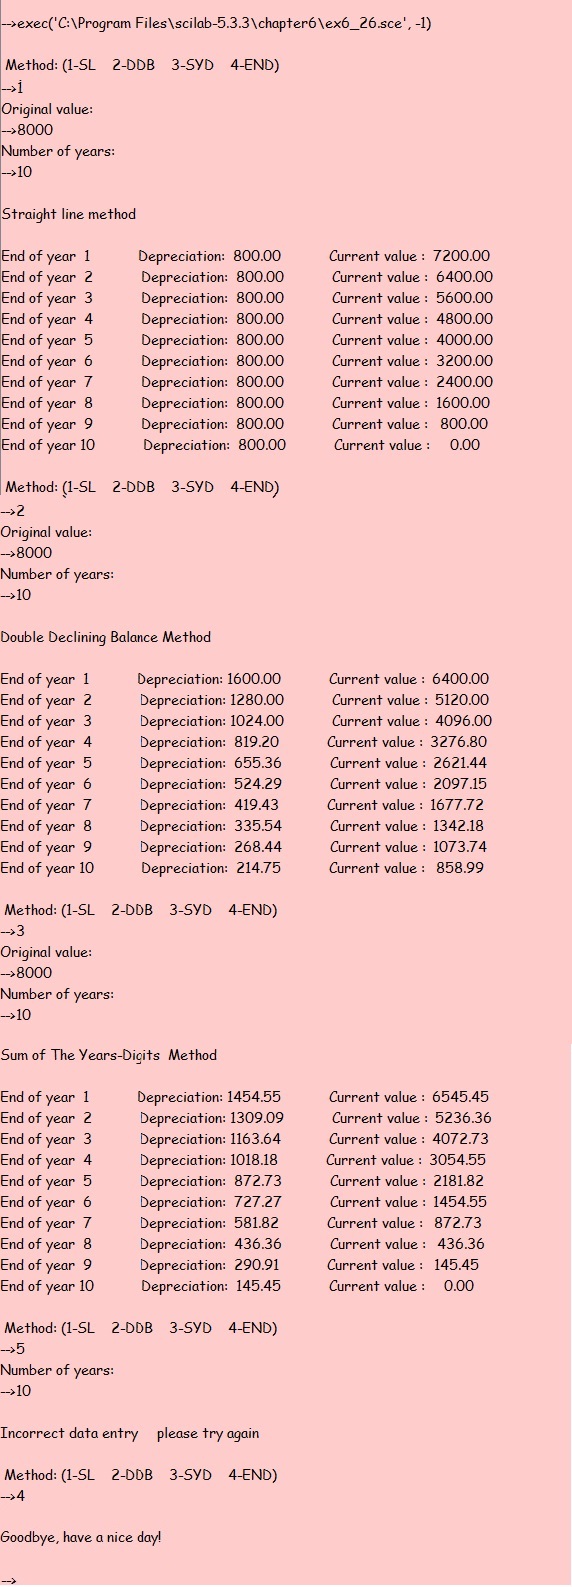 -->exec('C:\Program Files\scilab-5.3.3\chapter6\ex6_26.sce', -1)
Method: (1-SL 2-DDB 3-SYD 4-END)
-->1
Original value:
-->8000
Number of years:
-->10
Straight line method
End of year 1 Depreciation: 800.00 Current value : 7200.00
End of year 2 Depreciation: 800.00 Current value : 6400.00
End of year 3 Depreciation: 800.00 Current value : 5600.00
End of year 4 Depreciation: 800.00 Current value : 4800.00
End of year 5 Depreciation: 800.00 Current value : 4000.00
End of year 6 Depreciation: 800.00 Current value : 3200.00
End of year 7 Depreciation: 800.00 Current value : 2400.00
End of year 8 Depreciation: 800.00 Current value : 1600.00
End of year 9 Depreciation: 800.00 Current value : 800.00
End of year 10 Depreciation: 800.00 Current value : 0.00
Method: (1-SL 2-DDB 3-SYD 4-END)
-->2
Original value:
-->8000
Number of years:
-->10
Double Declining Balance Method
End of year 1 Depreciation: 1600.00 Current value : 6400.00
End of year 2 Depreciation: 1280.00 Current value : 5120.00
End of year 3 Depreciation: 1024.00 Current value : 4096.00
End of year 4 Depreciation: 819.20 Current value : 3276.80
End of year 5 Depreciation: 655.36 Current value : 2621.44
End of year 6 Depreciation: 524.29 Current value : 2097.15
End of year 7 Depreciation: 419.43 Current value : 1677.72
End of year 8 Depreciation: 335.54 Current value : 1342.18
End of year 9 Depreciation: 268.44 Current value : 1073.74
End of year 10 Depreciation: 214.75 Current value : 858.99
Method: (1-SL 2-DDB 3-SYD 4-END)
-->3
Original value:
-->8000
Number of years:
-->10
Sum of The Years-Digits Method
End of year 1 Depreciation: 1454.55 Current value : 6545.45
End of year 2 Depreciation: 1309.09 Current value : 5236.36
End of year 3 Depreciation: 1163.64 Current value : 4072.73
End of year 4 Depreciation: 1018.18 Current value : 3054.55
End of year 5 Depreciation: 872.73 Current value : 2181.82
End of year 6 Depreciation: 727.27 Current value : 1454.55
End of year 7 Depreciation: 581.82 Current value : 872.73
End of year 8 Depreciation: 436.36 Current value : 436.36
End of year 9 Depreciation: 290.91 Current value : 145.45
End of year 10 Depreciation: 145.45 Current value : 0.00
Method: (1-SL 2-DDB 3-SYD 4-END)
-->5
Number of years:
-->10
Incorrect data entry please try again
Method: (1-SL 2-DDB 3-SYD 4-END)
-->4
Goodbye, have a nice day!
-->